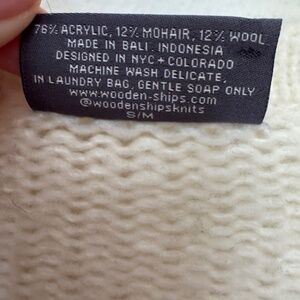 76% ACRYLIC, 12% MOHAIR, 12% WOOL
MADE IN BALI, INDONESIA
DESIGNED IN NYC + COLORADO
MACHINE WASH DELICATE,
IN LAUNDRY BAG, GENTLE SOAP ONLY
www.wooden-ships.com
@woodenshipsknits
S/M